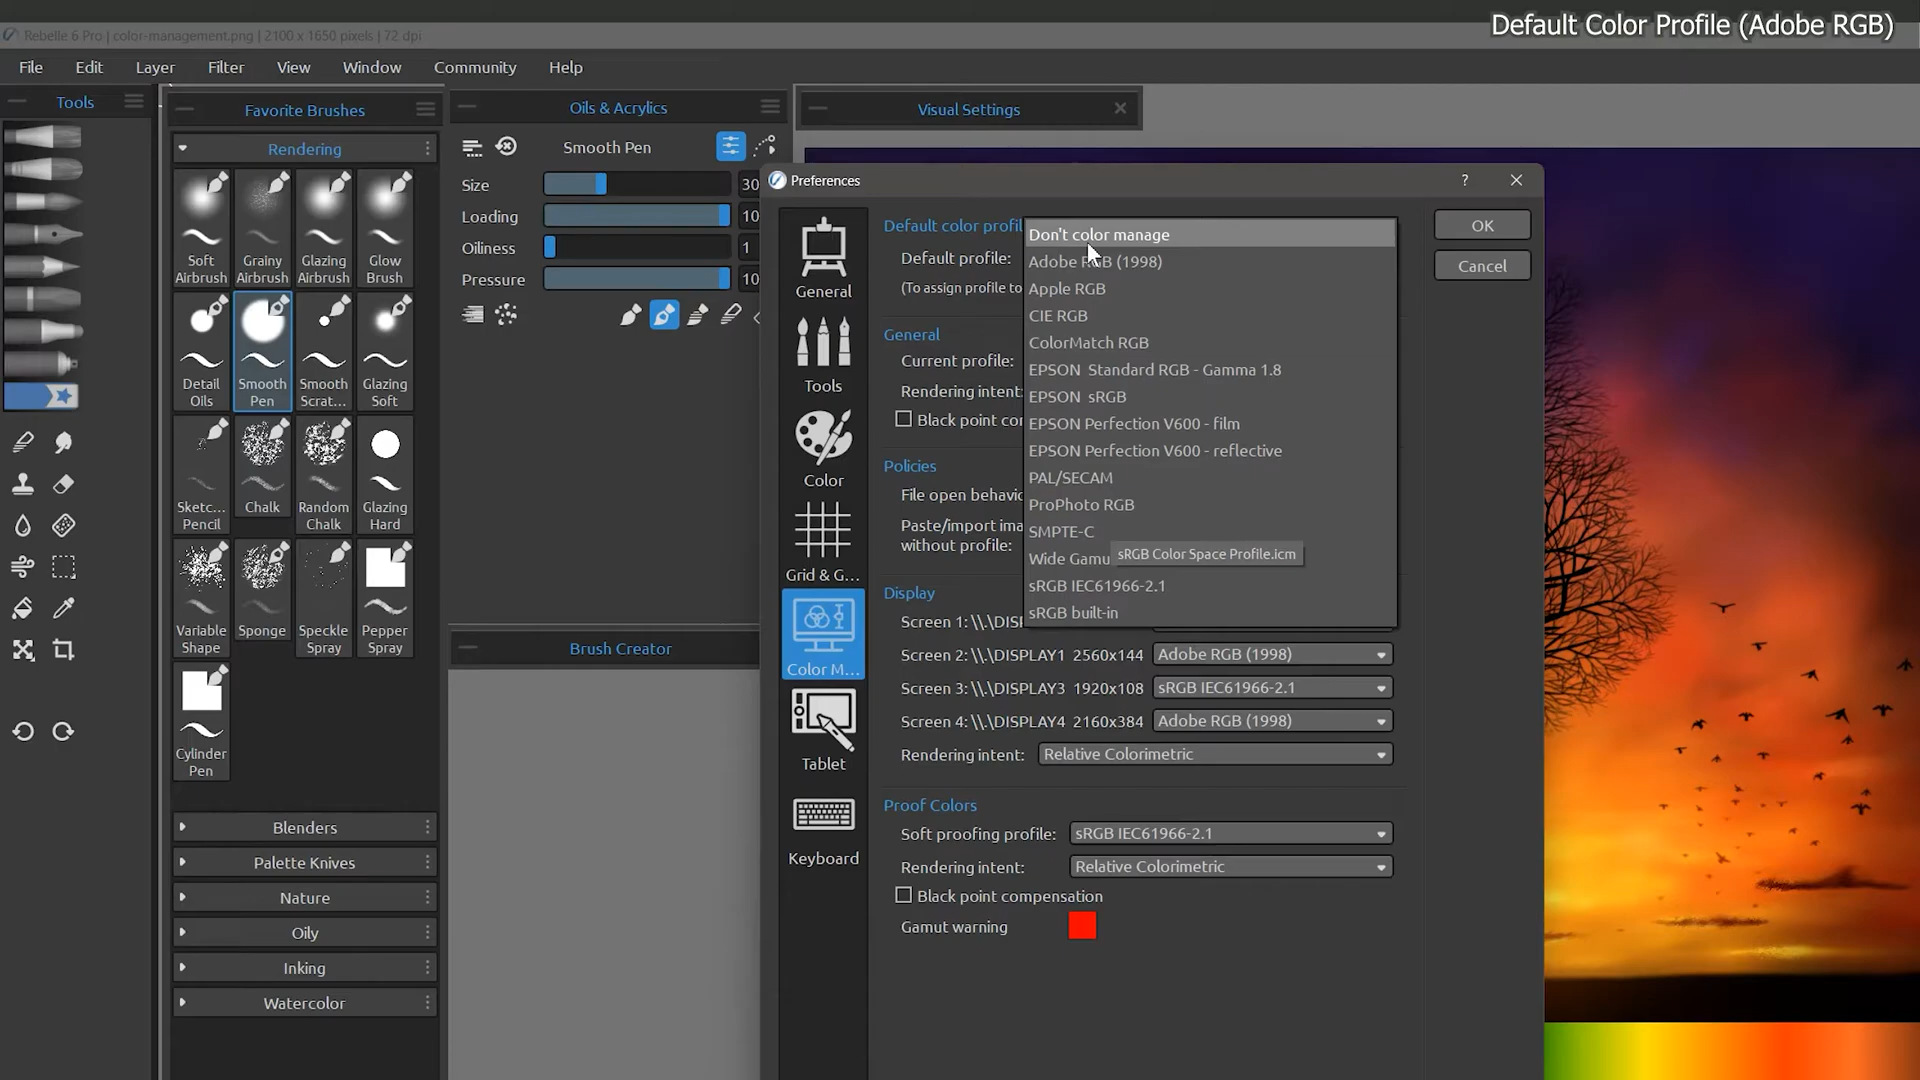 Default Color Profile (Adobe RGB)
Rebelle 6 Pro | color-management.png | 2100 x 1650 pixels | 72 dpi
File Edit Layer Filter View Window Community Help
Tools
Favorite Brushes
Rendering
Soft Airbrush
Grainy Airbrush
Glazing Airbrush
Glow Brush
Detail Oils
Smooth Pen
Smooth Scrat...
Glazing Soft
Sketc... Pencil
Chalk
Random Chalk
Glazing Hard
Variable Shape
Sponge
Speckle Spray
Pepper Spray
Cylinder Pen
Blenders
Palette Knives
Nature
Oily
Inking
Watercolor
Oils & Acrylics
Smooth Pen
Size 30
Loading 10
Oiliness 1
Pressure 10
Brush Creator
Visual Settings
Preferences
?
General
Tools
Color
Grid & G...
Color M...
Tablet
Keyboard
Default color profil
Default profile:
(To assign profile to
General
Current profile:
Rendering intent:
Black point co
Policies
File open behavio
Paste/import ima
without profile:
Display
Don't color manage
Adobe RGB (1998)
Apple RGB
CIE RGB
ColorMatch RGB
EPSON Standard RGB - Gamma 1.8
EPSON sRGB
EPSON Perfection V600 - film
EPSON Perfection V600 - reflective
PAL/SECAM
ProPhoto RGB
SMPTE-C
Wide Gamu
sRGB Color Space Profile.icm
sRGB IEC61966-2.1
sRGB built-in
Screen 1: \\.\DIS
Screen 2: \\.\DISPLAY1 2560x144 Adobe RGB (1998)
Screen 3: \\.\DISPLAY3 1920x108 sRGB IEC61966-2.1
Screen 4: \\.\DISPLAY4 2160x384 Adobe RGB (1998)
Rendering intent: Relative Colorimetric
Proof Colors
Soft proofing profile: sRGB IEC61966-2.1
Rendering intent: Relative Colorimetric
Black point compensation
Gamut warning
OK
Cancel